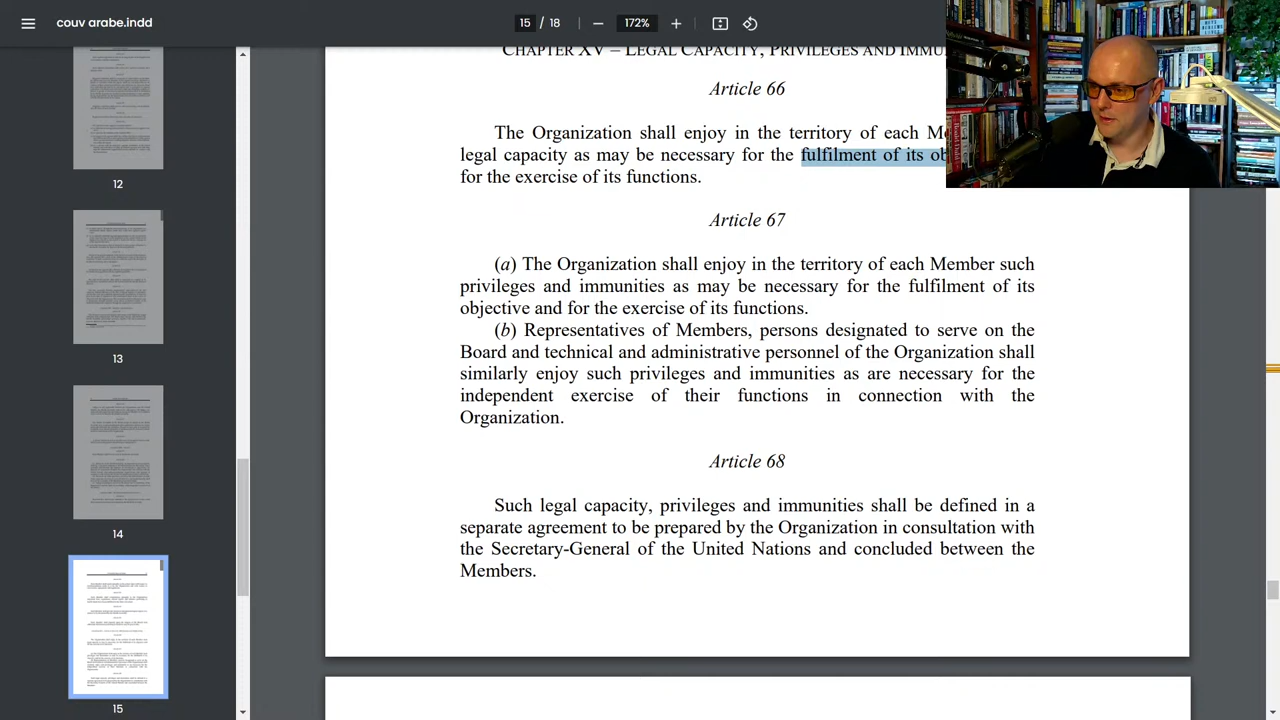 couv arabe.indd
15 / 18
172%
CHAPTER XV – LEGAL CAPACITY, PRIVILEGES AND IMMU
Article 66
The Organization shall enjoy in the territory of each M
legal capacity as may be necessary for the fulfilment of its ob
for the exercise of its functions.
Article 67
(a) The Organization shall enjoy in the territory of each Member such
privileges and immunities as may be necessary for the fulfilment of its
objective and for the exercise of its functions.
(b) Representatives of Members, persons designated to serve on the
Board and technical and administrative personnel of the Organization shall
similarly enjoy such privileges and immunities as are necessary for the
independent exercise of their functions in connection with the
Organization.
Article 68
Such legal capacity, privileges and immunities shall be defined in a
separate agreement to be prepared by the Organization in consultation with
the Secretary-General of the United Nations and concluded between the
Members.
12
13
14
15